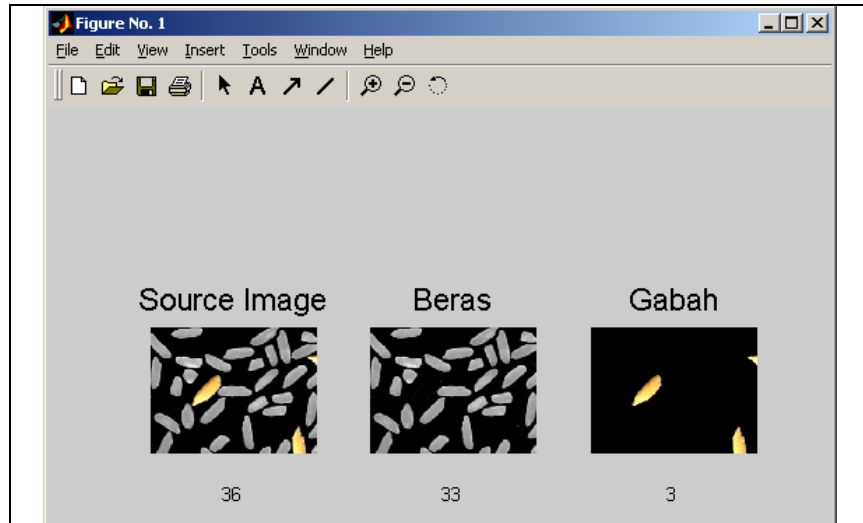 Figure No. 1
File Edit View Insert Tools Window Help
A
Source Image Beras Gabah
36 33 3